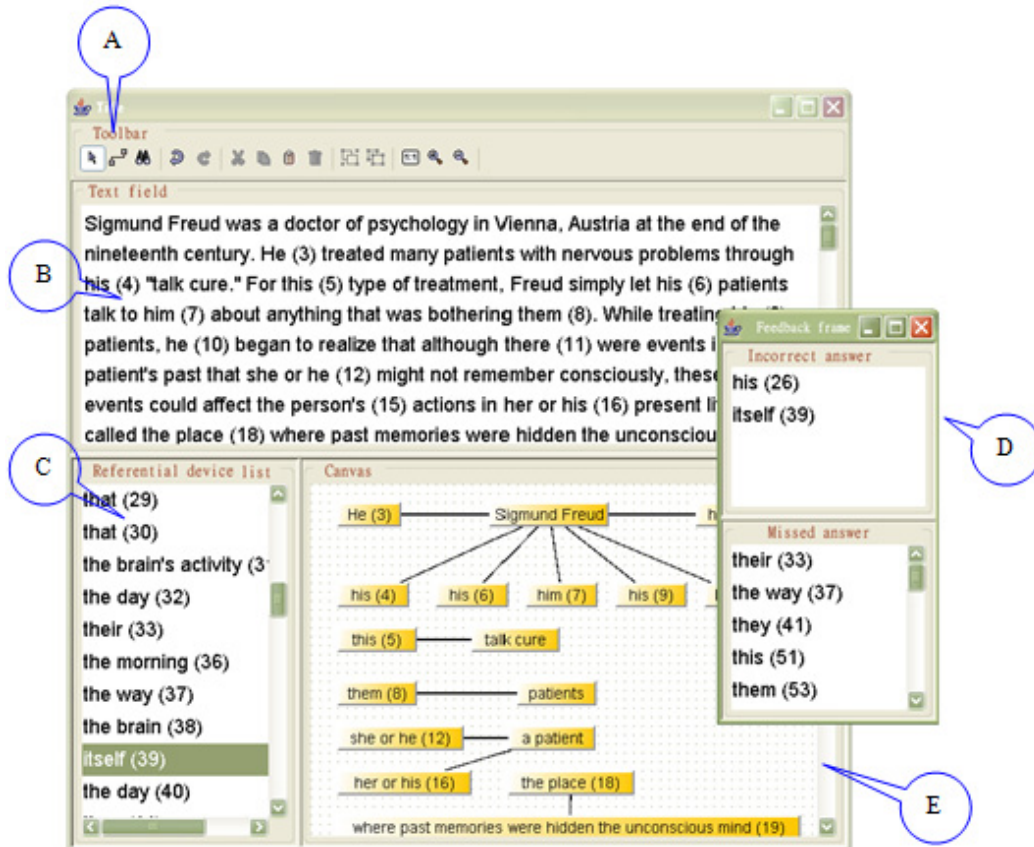 A
Toolbar
Text field
Sigmund Freud was a doctor of psychology in Vienna, Austria at the end of the
nineteenth century. He (3) treated many patients with nervous problems through
his (4) "talk cure." For this (5) type of treatment, Freud simply let his (6) patients
talk to him (7) about anything that was bothering them (8). While treating
patients, he (10) began to realize that although there (11) were events
patient's past that she or he (12) might not remember consciously, these
events could affect the person's (15) actions in her or his (16) present
called the place (18) where past memories were hidden the
B
Feedback frame
Incorrect answer
his (26)
itself (39)
D
Missed answer
their (33)
the way (37)
they (41)
this (51)
them (53)
C
Referential device list
that (29)
that (30)
the brain's activity
the day (32)
their (33)
the morning (36)
the way (37)
the brain (38)
itself (39)
the day (40)
Canvas
He (3) Sigmund Freud
his (4) his (6) him (7) his (9)
this (5) talk cure
them (8) patients
she or he (12) a patient
her or his (16) the place (18)
where past memories were hidden the unconscious mind (19)
E